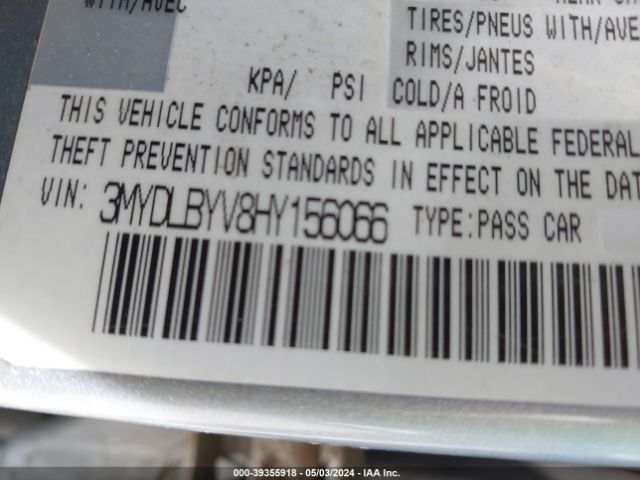 WITH/AVEC
TIRES/PNEUS WITH/AVE
RIMS/JANTES
KPA/ PSI COLD/A FROID
THIS VEHICLE CONFORMS TO ALL APPLICABLE FEDERAL
THEFT PREVENTION STANDARDS IN EFFECT ON THE DAT
VIN: 3MYDLBYV8HY156066 TYPE:PASS CAR
000-39355918 - 05/03/2024 - IAA Inc.